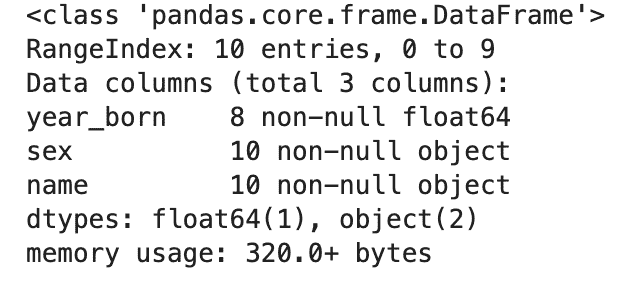 <class 'pandas.core.frame.DataFrame'>
RangeIndex: 10 entries, 0 to 9
Data columns (total 3 columns):
year_born    8 non-null float64
sex          10 non-null object
name         10 non-null object
dtypes: float64(1), object(2)
memory usage: 320.0+ bytes